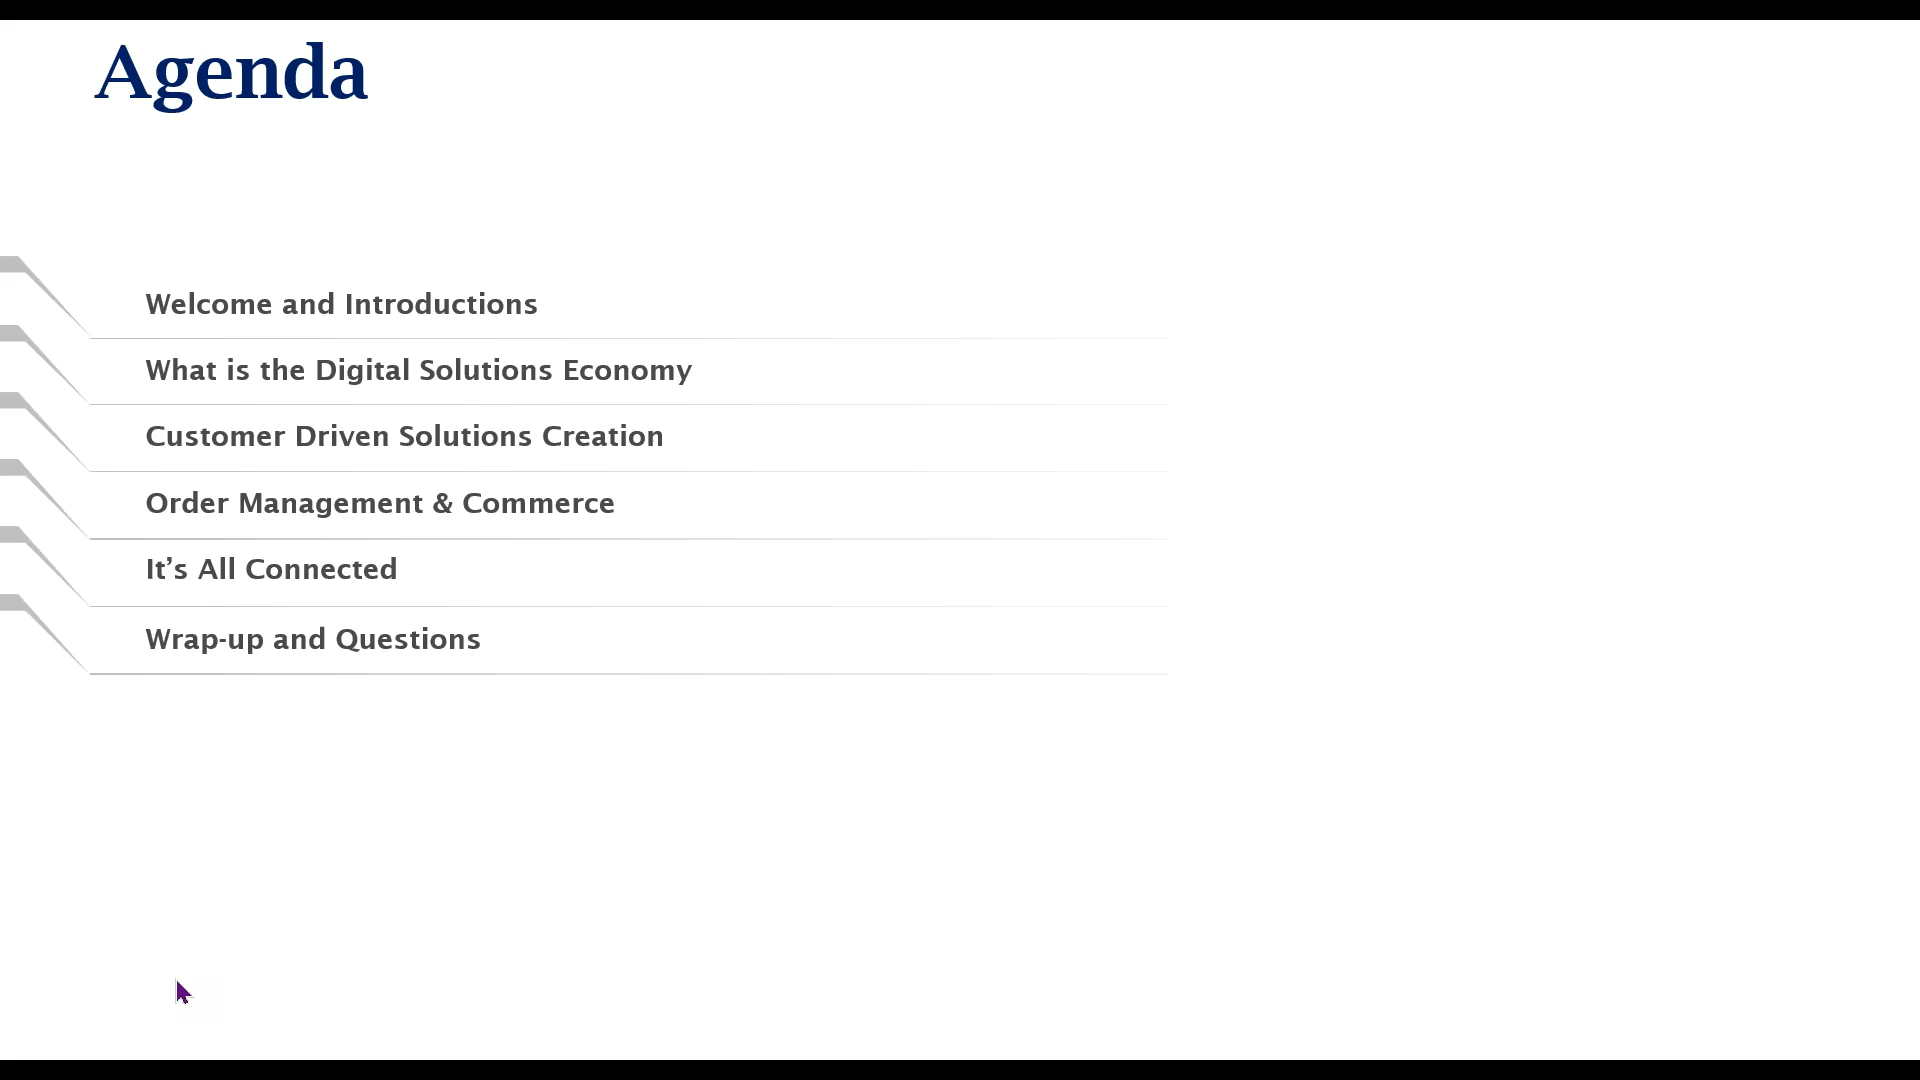 Agenda
Welcome and Introductions
What is the Digital Solutions Economy
Customer Driven Solutions Creation
Order Management & Commerce
It’s All Connected
Wrap-up and Questions